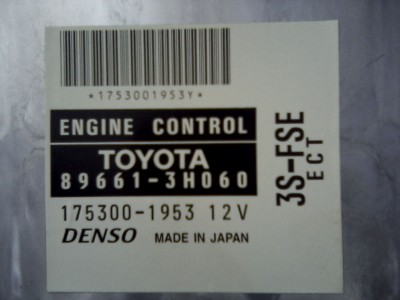 *1753001953Y*
ENGINE CONTROL
TOYOTA
89661-3H060
175300-1953 12V
DENSO MADE IN JAPAN
3S-FSE
ECT